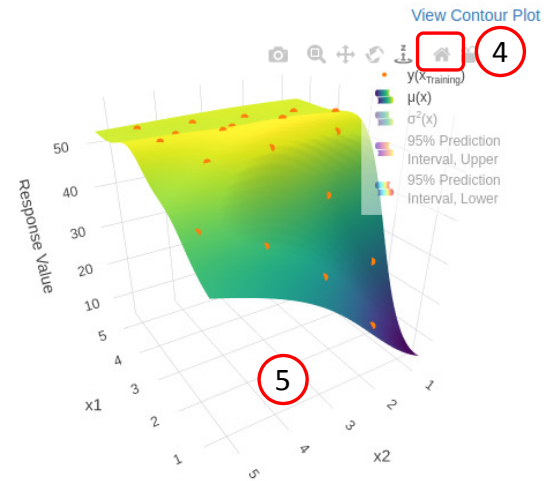 View Contour Plot
4
y(xTraining)
μ(x)
σ²(x)
95% Prediction
Interval, Upper
95% Prediction
Interval, Lower
Response Value
50
40
30
20
10
5
4
3
2
1
x1
5
1
2
3
4
5
x2